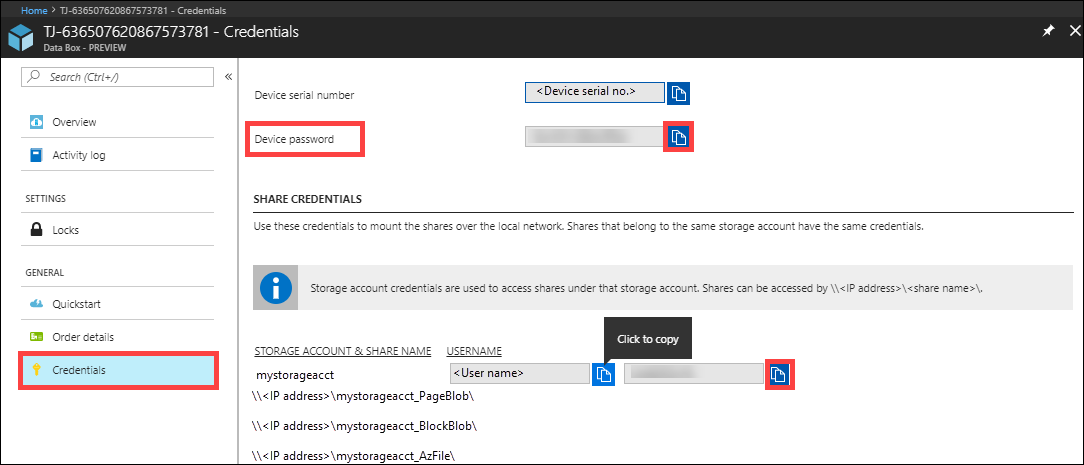 Home > TJ-636507620867573781 - Credentials
TJ-636507620867573781 - Credentials
Data Box - PREVIEW
Search (Ctrl+/)
«
Overview
Activity log
SETTINGS
Locks
GENERAL
Quickstart
Order details
Credentials
Device serial number
<Device serial no.>
Device password
SHARE CREDENTIALS
Use these credentials to mount the shares over the local network. Shares that belong to the same storage account have the same credentials.
Storage account credentials are used to access shares under that storage account. Shares can be accessed by \\<IP address>\<share name>\.
Click to copy
STORAGE ACCOUNT & SHARE NAME USERNAME
mystorageacct <User name>
\\<IP address>\mystorageacct_PageBlob\
\\<IP address>\mystorageacct_BlockBlob\
\\<IP address>\mystorageacct_AzFile\